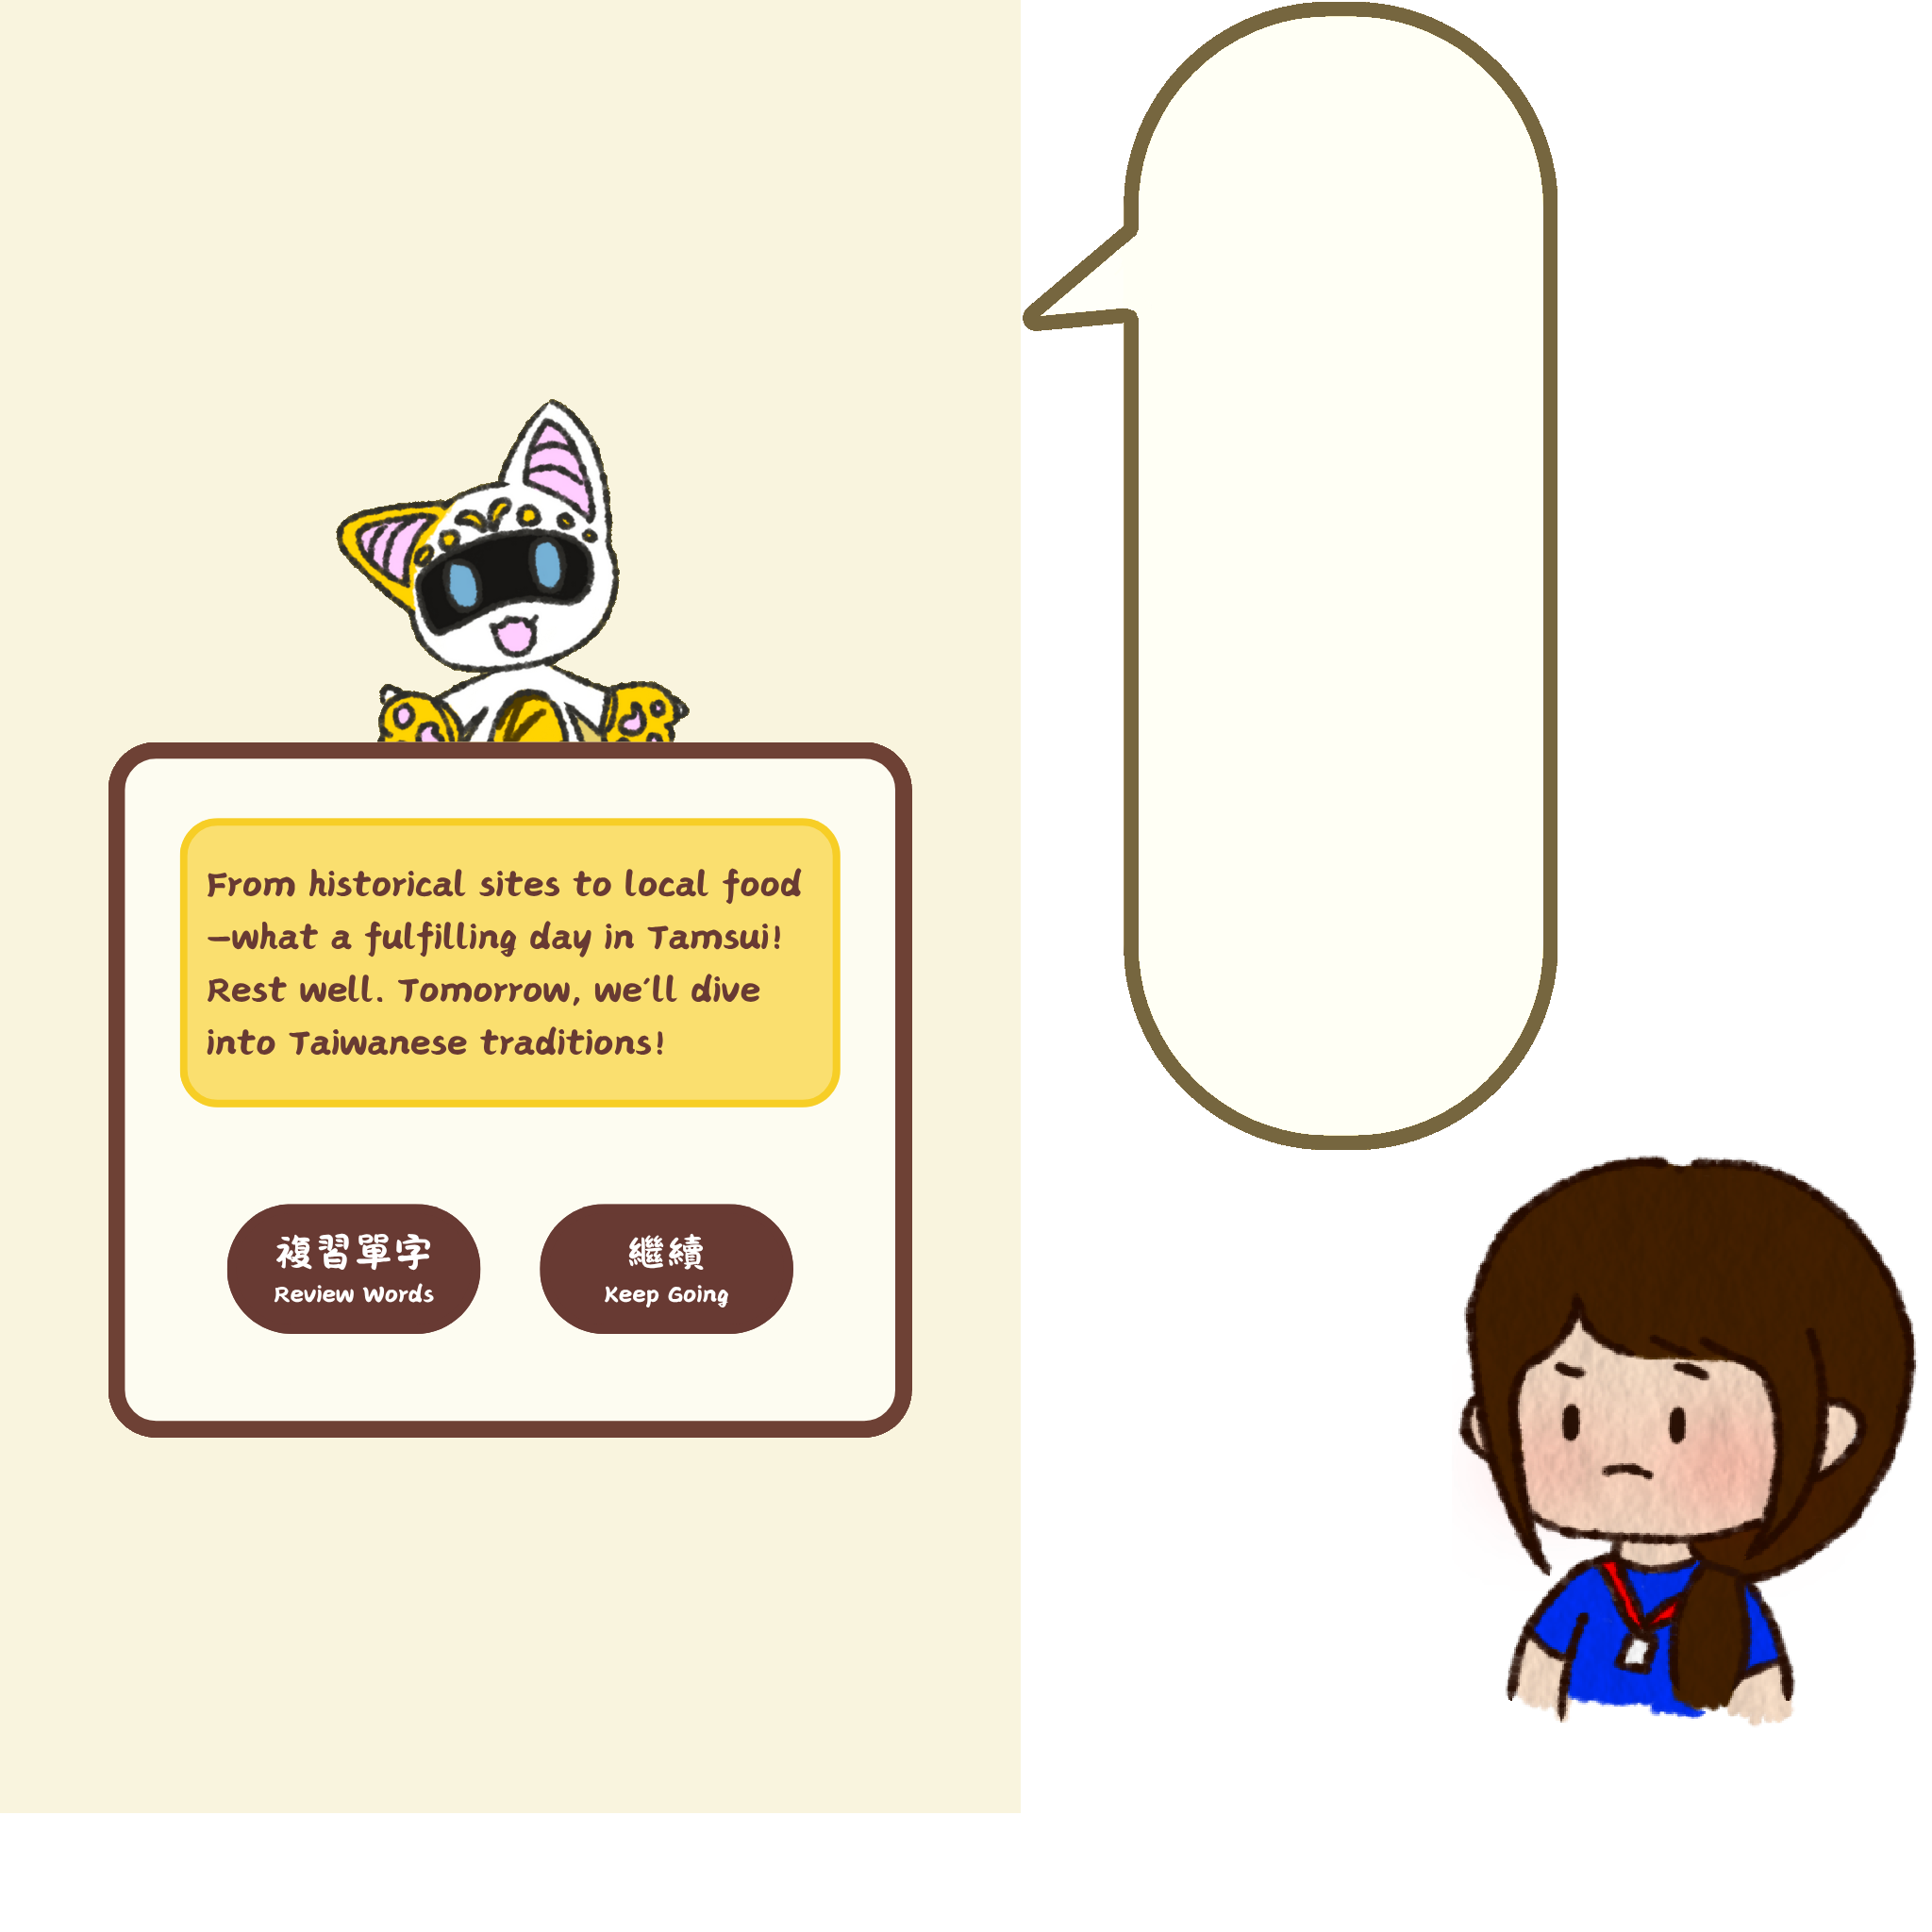 From historical sites to local food
—what a fulfilling day in Tamsui!
Rest well. Tomorrow, we'll dive
into Taiwanese traditions!
複習單字
Review Words
繼續
Keep Going